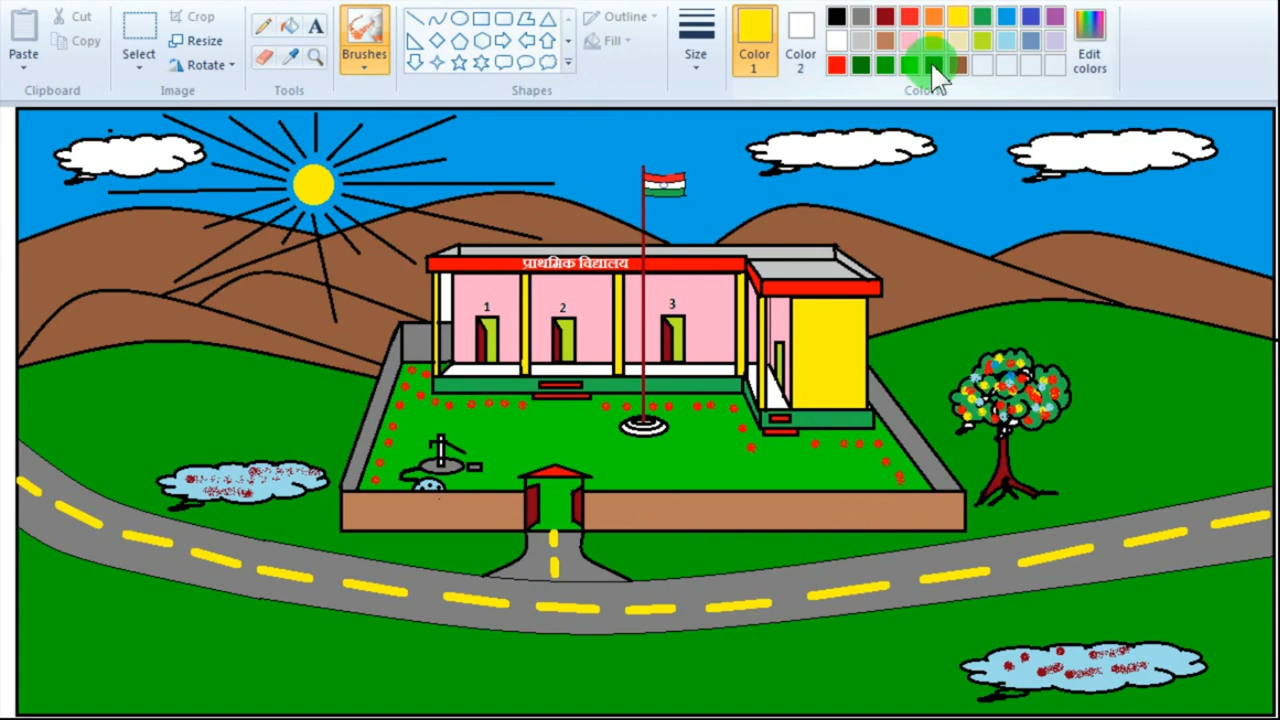 Cut
Crop
Outline
Paste
Copy
Select
Resize
Brushes
Fill
Size
Color 1
Color 2
Edit colors
Rotate
A
Clipboard
Image
Tools
Shapes
प्राथमिक विद्यालय
1 2 3